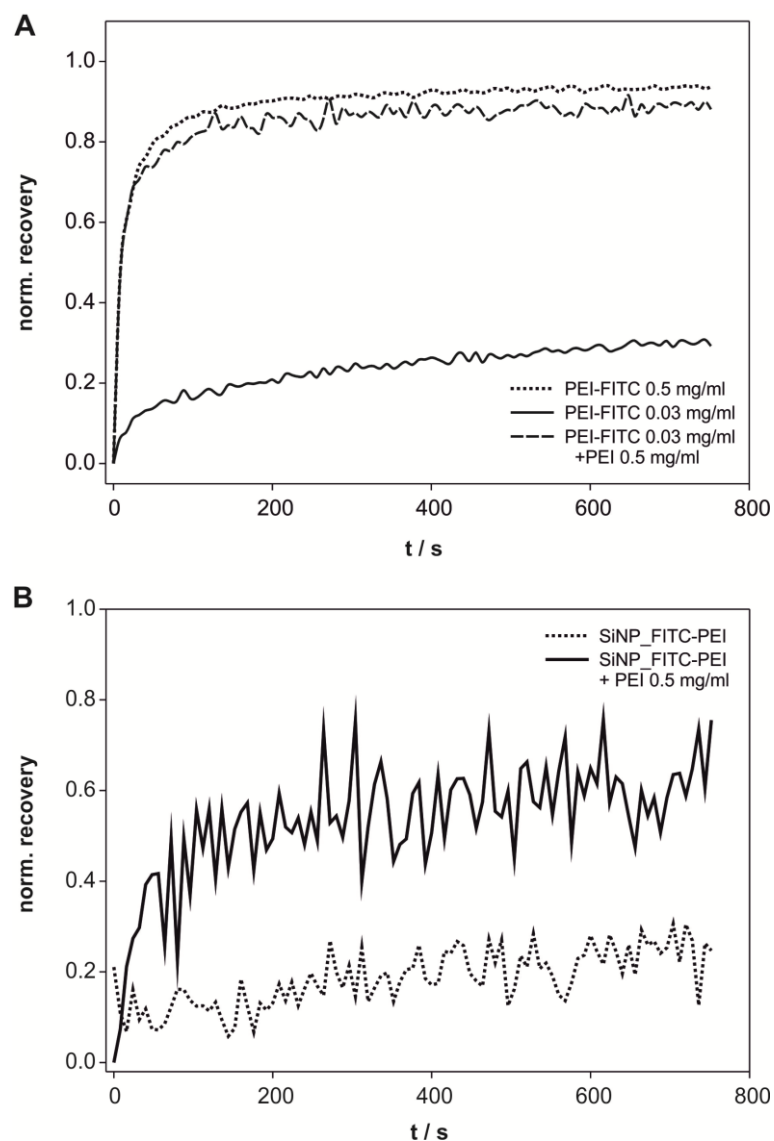 A
1.0
0.8
0.6
0.4
0.2
0.0
norm. recovery
PEI-FITC 0.5 mg/ml
PEI-FITC 0.03 mg/ml
PEI-FITC 0.03 mg/ml
+PEI 0.5 mg/ml
0 200 400 600 800
t / s
B
1.0
0.8
0.6
0.4
0.2
0.0
norm. recovery
SiNP_FITC-PEI
SiNP_FITC-PEI
+ PEI 0.5 mg/ml
0 200 400 600 800
t / s